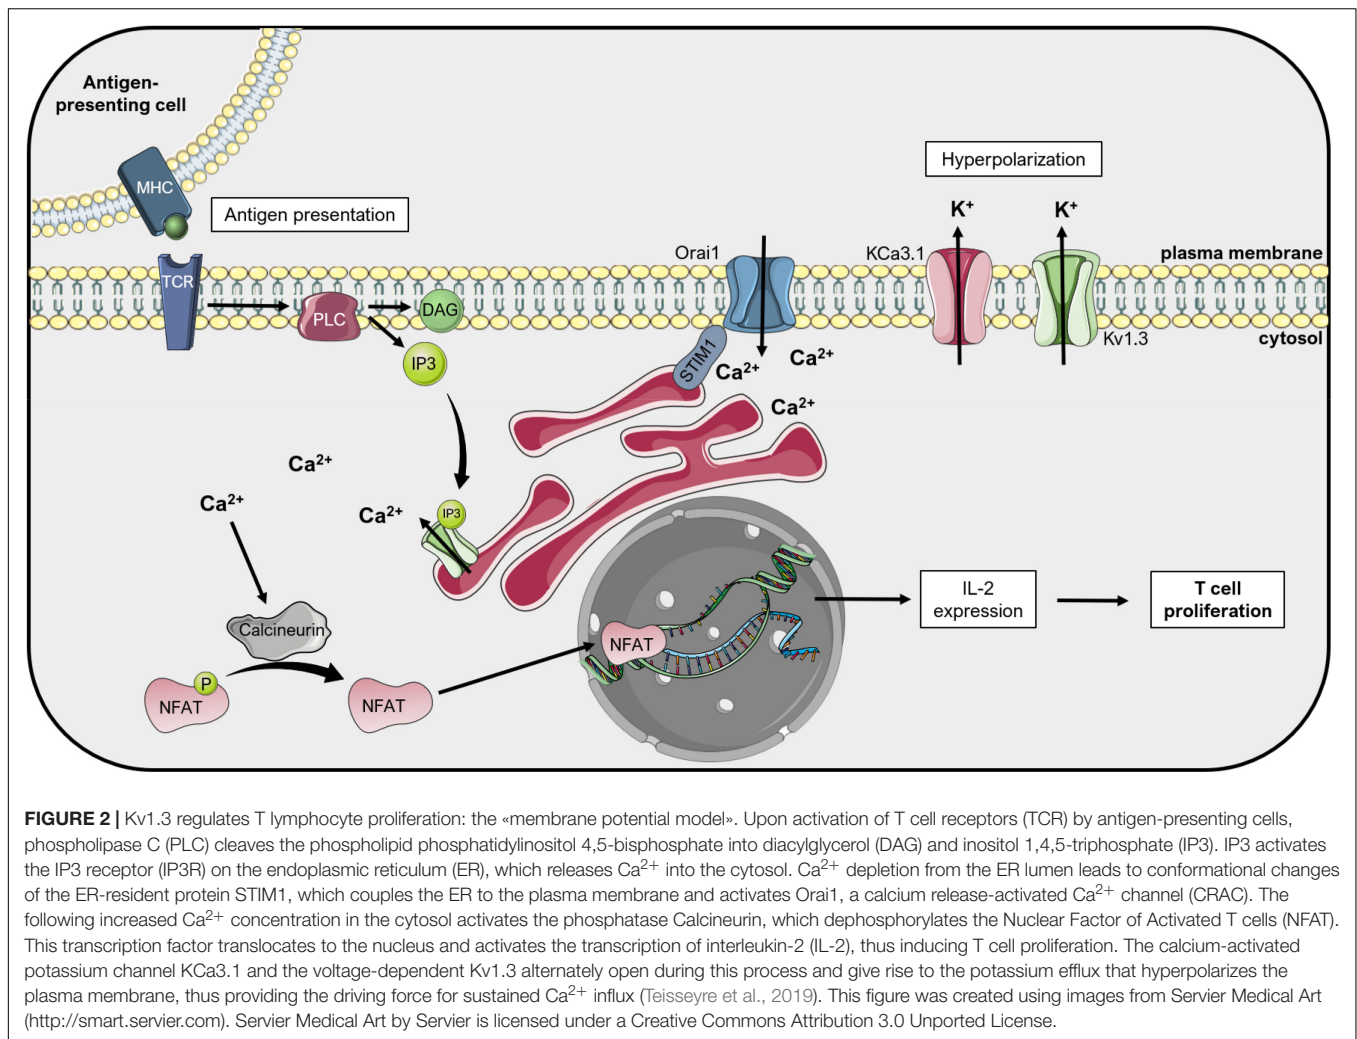 Antigen-
presenting cell
MHC
Antigen presentation
Hyperpolarization
K+
K+
Orai1
KCa3.1
plasma membrane
TCR
PLC
DAG
IP3
STIM1
Kv1.3
cytosol
Ca2+
Ca2+
Ca2+
Ca2+
Ca2+
Ca2+
IP3
Calcineurin
P
NFAT
NFAT
NFAT
IL-2
expression
T cell
proliferation
FIGURE 2 | Kv1.3 regulates T lymphocyte proliferation: the «membrane potential model». Upon activation of T cell receptors (TCR) by antigen-presenting cells,
phospholipase C (PLC) cleaves the phospholipid phosphatidylinositol 4,5-bisphosphate into diacylglycerol (DAG) and inositol 1,4,5-triphosphate (IP3). IP3 activates
the IP3 receptor (IP3R) on the endoplasmic reticulum (ER), which releases Ca2+ into the cytosol. Ca2+ depletion from the ER lumen leads to conformational changes
of the ER-resident protein STIM1, which couples the ER to the plasma membrane and activates Orai1, a calcium release-activated Ca2+ channel (CRAC). The
following increased Ca2+ concentration in the cytosol activates the phosphatase Calcineurin, which dephosphorylates the Nuclear Factor of Activated T cells (NFAT).
This transcription factor translocates to the nucleus and activates the transcription of interleukin-2 (IL-2), thus inducing T cell proliferation. The calcium-activated
potassium channel KCa3.1 and the voltage-dependent Kv1.3 alternately open during this process and give rise to the potassium efflux that hyperpolarizes the
plasma membrane, thus providing the driving force for sustained Ca2+ influx (Teisseyre et al., 2019). This figure was created using images from Servier Medical Art
(http://smart.servier.com). Servier Medical Art by Servier is licensed under a Creative Commons Attribution 3.0 Unported License.